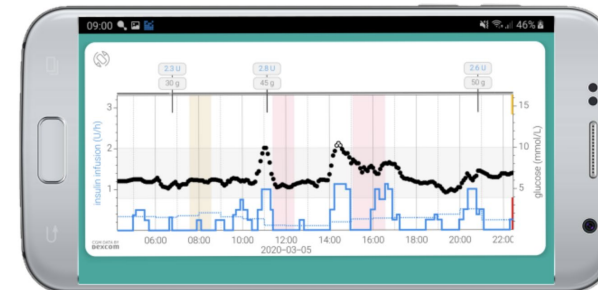 09:00
46%
2.3 U
2.8 U
2.6 U
30 g
45 g
50 g
3
2
1
insulin infusion (U/h)
15
10
5
glucose (mmol/L)
06:00 08:00 10:00 12:00 14:00 16:00 18:00 20:00 22:00
2020-03-05
CGM DATA BY
Dexcom